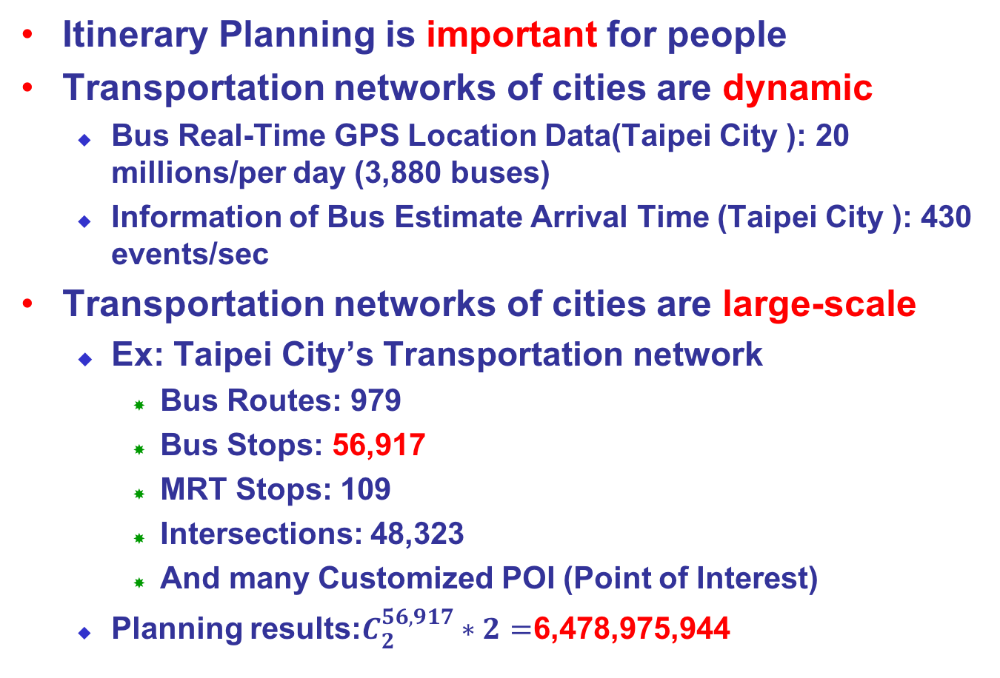 • Itinerary Planning is important for people
• Transportation networks of cities are dynamic
◆ Bus Real-Time GPS Location Data(Taipei City ): 20
millions/per day (3,880 buses)
◆ Information of Bus Estimate Arrival Time (Taipei City ): 430
events/sec
• Transportation networks of cities are large-scale
◆ Ex: Taipei City’s Transportation network
✸ Bus Routes: 979
✸ Bus Stops: 56,917
✸ MRT Stops: 109
✸ Intersections: 48,323
✸ And many Customized POI (Point of Interest)
◆ Planning results:𝑪₂⁵⁶,⁹¹⁷ ∗ 𝟐 =6,478,975,944